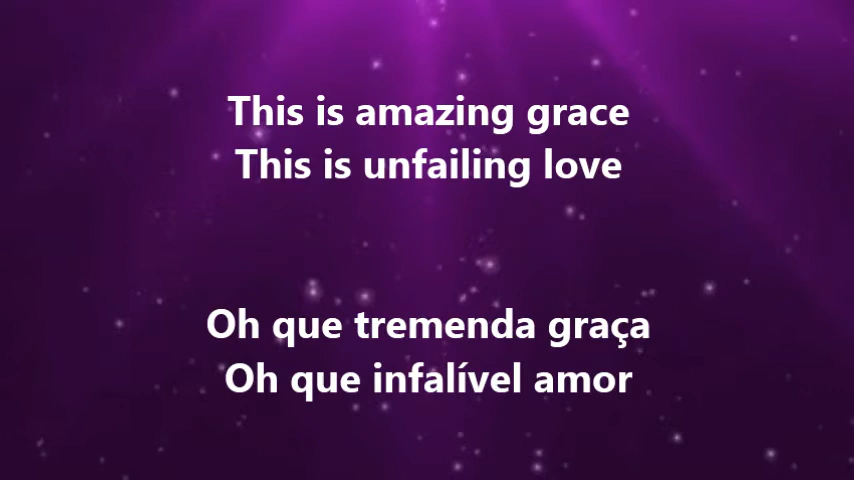 This is amazing grace
This is unfailing love
Oh que tremenda graça
Oh que infalível amor